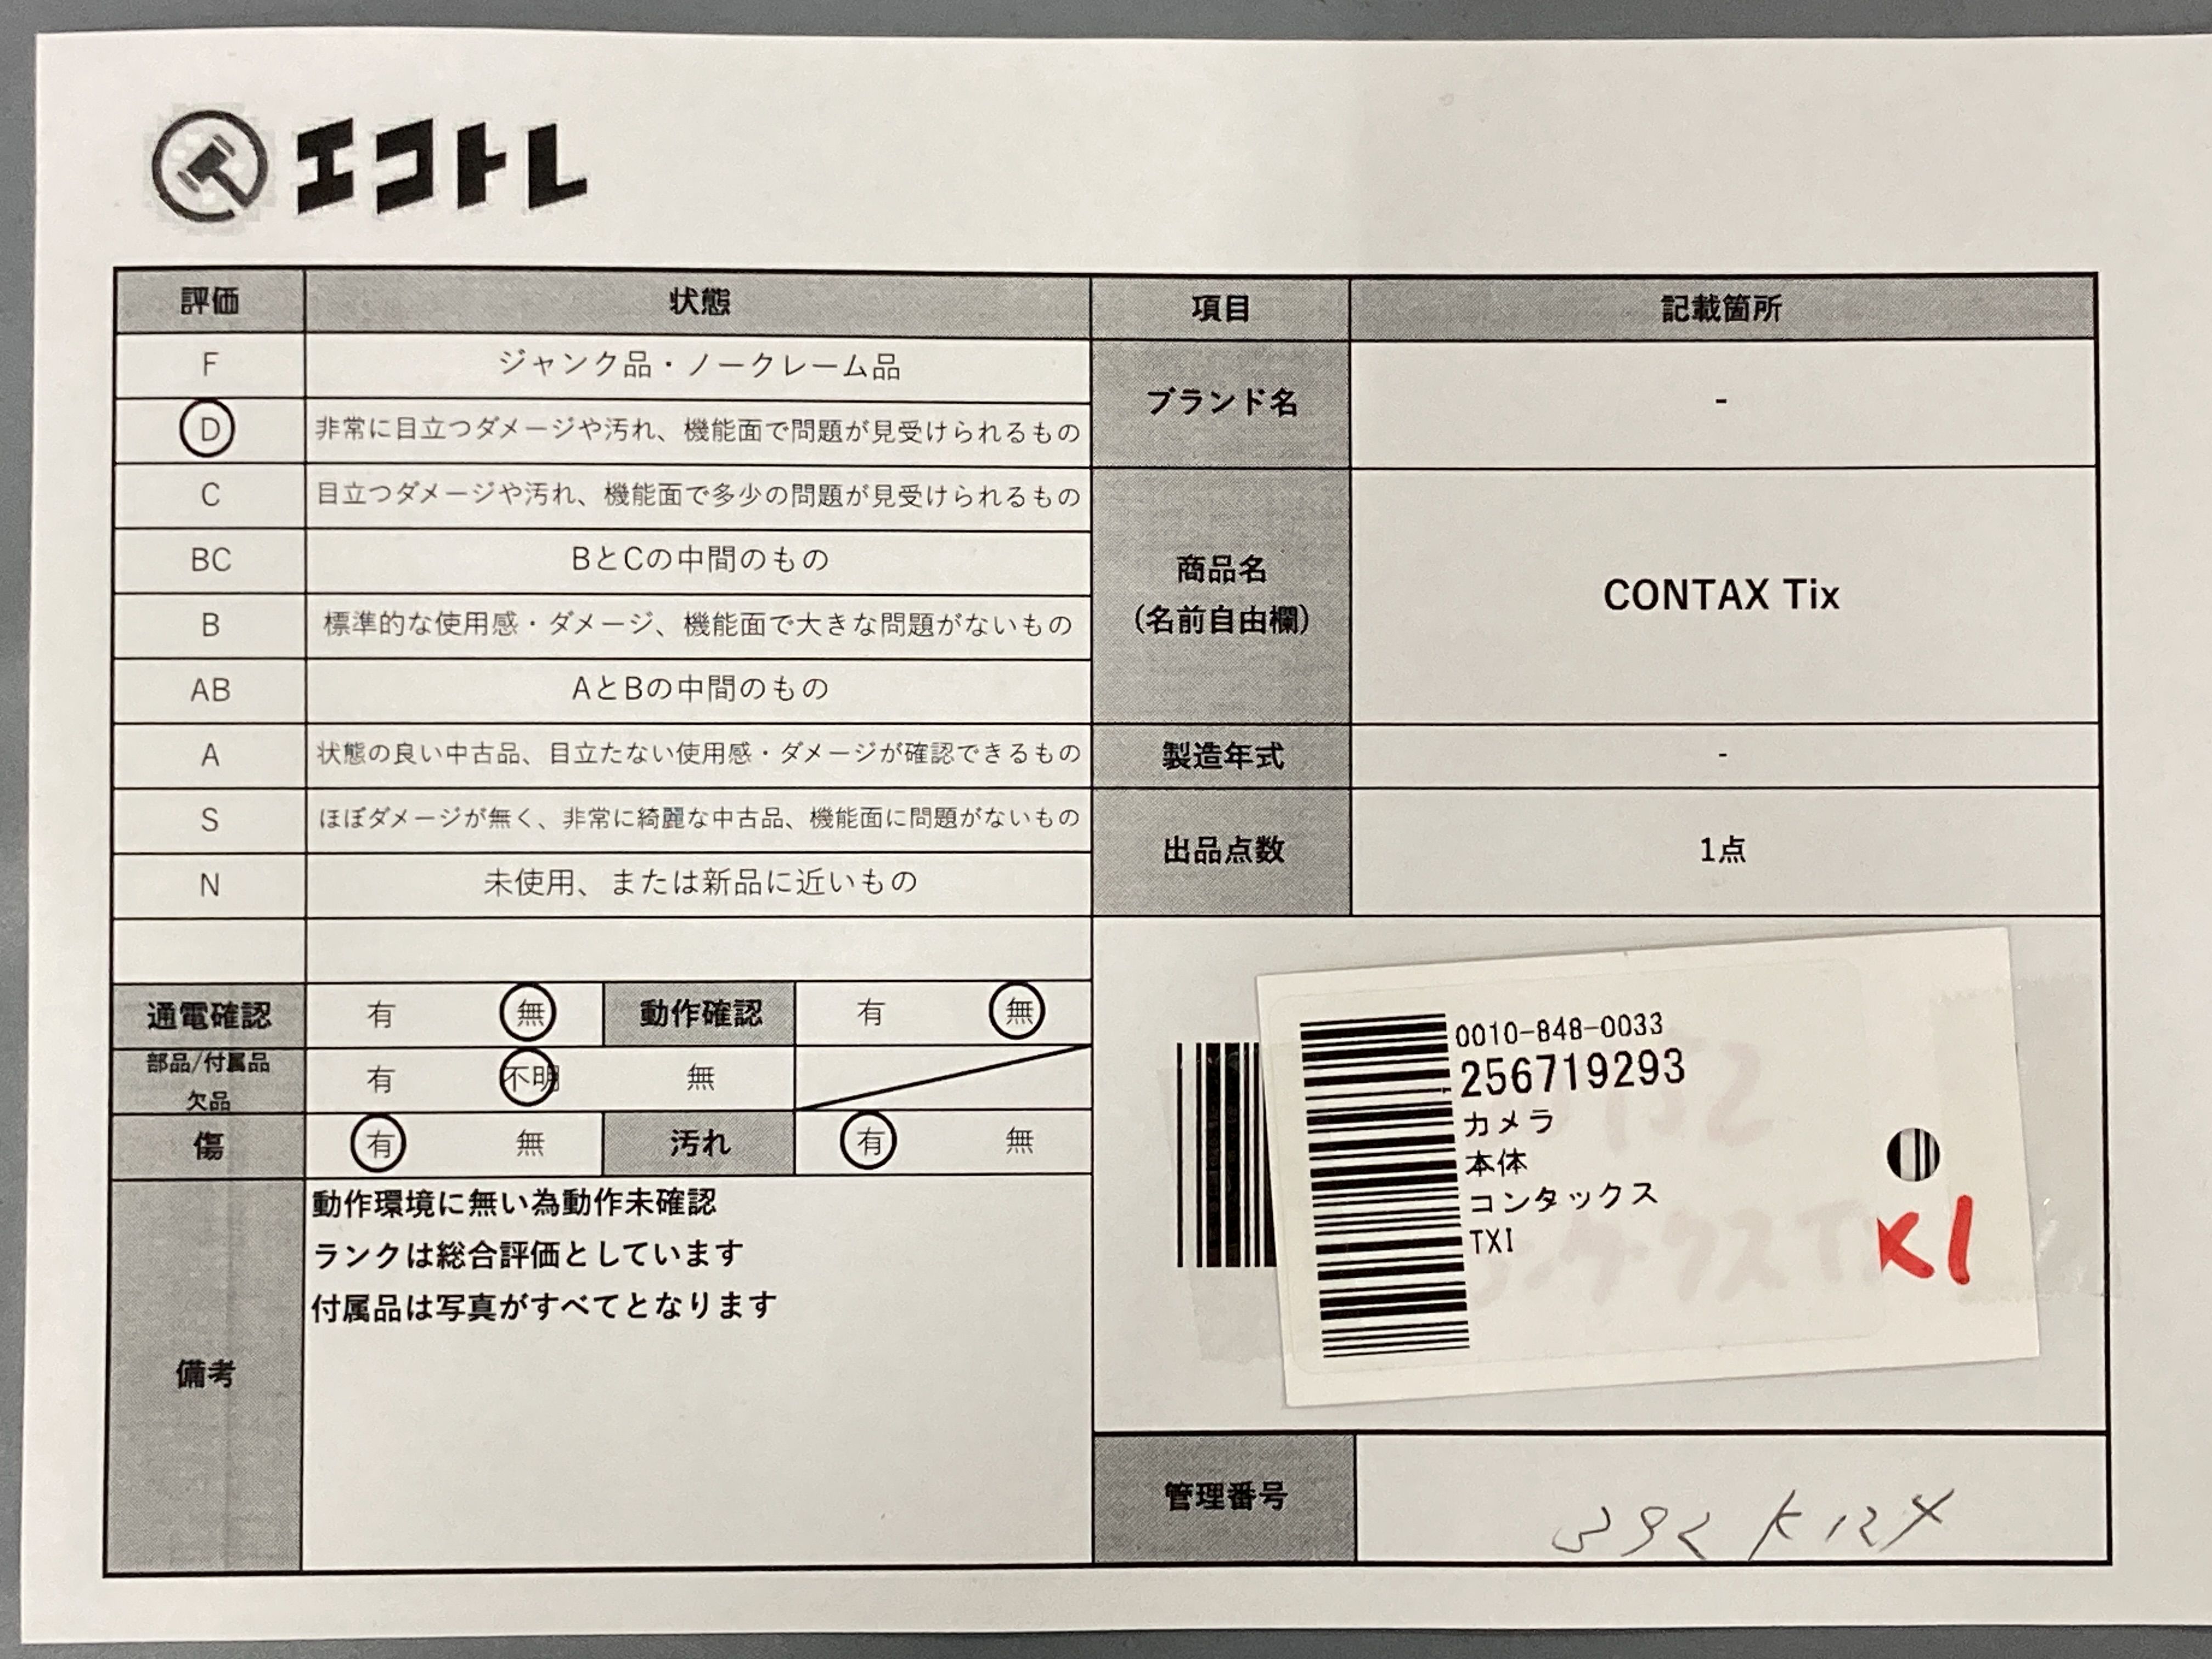 エコトレ
評価 状態 項目 記載箇所
F ジャンク品・ノークレーム品
D 非常に目立つダメージや汚れ、機能面で問題が見受けられるもの
ブランド名 -
C 目立つダメージや汚れ、機能面で多少の問題が見受けられるもの
BC BとCの中間のもの
B 標準的な使用感・ダメージ、機能面で大きな問題がないもの
AB AとBの中間のもの
商品名
(名前自由欄)
CONTAX Tix
A 状態の良い中古品、目立たない使用感・ダメージが確認できるもの
製造年式 -
S ほぼダメージが無く、非常に綺麗な中古品、機能面に問題がないもの
N 未使用、または新品に近いもの
出品点数 1点
通電確認 有 無 動作確認 有 無
部品/付属品
欠品
有 不明 無
傷 有 無 汚れ 有 無
備考
動作環境に無い為動作未確認
ランクは総合評価としています
付属品は写真がすべてとなります
0010-848-0033
256719293
カメラ
本体
コンタックス
TXI
K1
管理番号